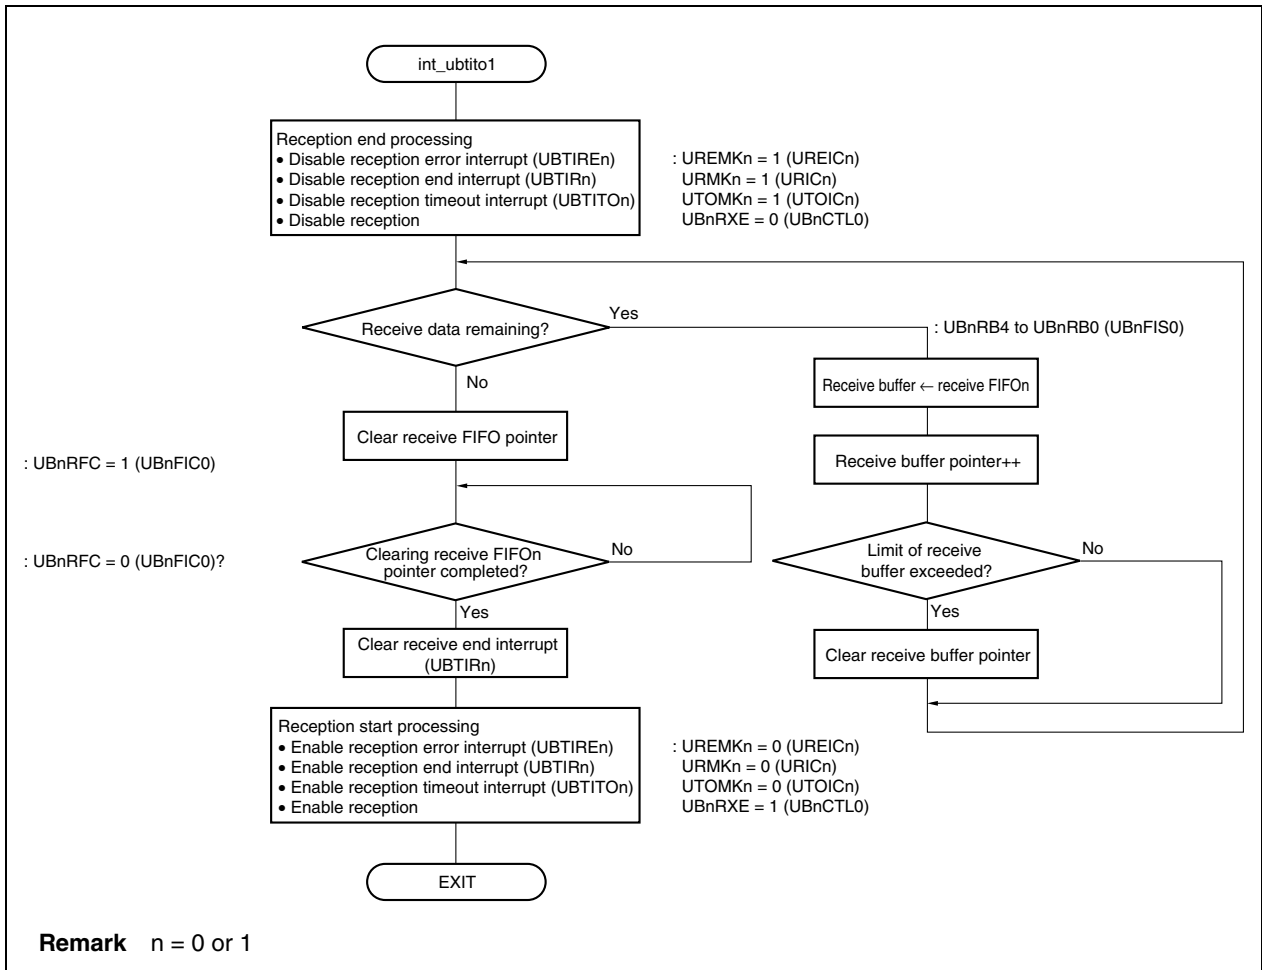 int_ubtito1
Reception end processing
• Disable reception error interrupt (UBTIREn)
• Disable reception end interrupt (UBTIRn)
• Disable reception timeout interrupt (UBTITOn)
• Disable reception
: UREMKn = 1 (UREICn)
URMKn = 1 (URICn)
UTOMKn = 1 (UTOICn)
UBnRXE = 0 (UBnCTL0)
Receive data remaining?
Yes
: UBnRB4 to UBnRB0 (UBnFIS0)
No
Receive buffer ← receive FIFOn
Clear receive FIFO pointer
: UBnRFC = 1 (UBnFIC0)
Receive buffer pointer++
Clearing receive FIFOn
pointer completed?
No
: UBnRFC = 0 (UBnFIC0)?
Limit of receive
buffer exceeded?
No
Yes
Yes
Clear receive end interrupt
(UBTIRn)
Clear receive buffer pointer
Reception start processing
• Enable reception error interrupt (UBTIREn)
• Enable reception end interrupt (UBTIRn)
• Enable reception timeout interrupt (UBTITOn)
• Enable reception
: UREMKn = 0 (UREICn)
URMKn = 0 (URICn)
UTOMKn = 0 (UTOICn)
UBnRXE = 1 (UBnCTL0)
EXIT
Remark n = 0 or 1